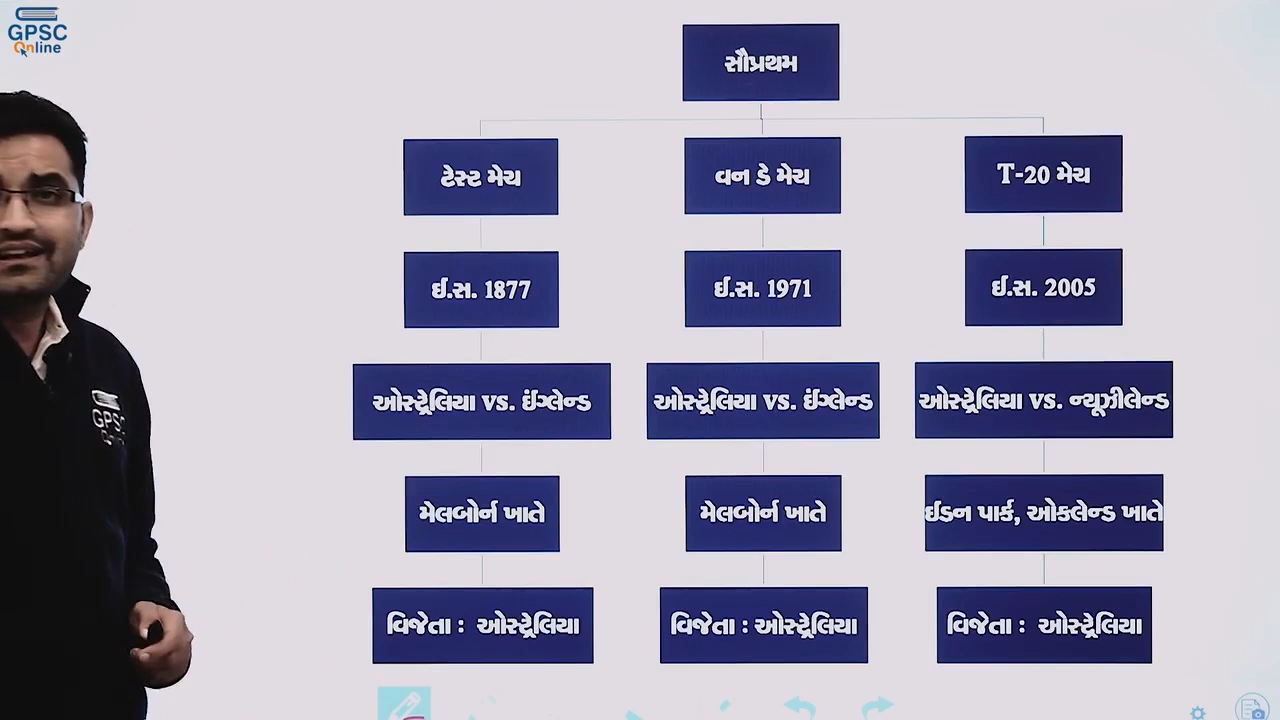 GPSC
Online
સૌપ્રથમ
ટેસ્ટ મેચ
વન ડે મેચ
T-20 મેચ
ઈ.સ. 1877
ઈ.સ. 1971
ઈ.સ. 2005
ઓસ્ટ્રેલિયા vs. ઈંગ્લેન્ડ
ઓસ્ટ્રેલિયા vs. ઈંગ્લેન્ડ
ઓસ્ટ્રેલિયા vs. ન્યૂઝીલેન્ડ
મેલબોર્ન ખાતે
મેલબોર્ન ખાતે
ઈડન પાર્ક, ઓકલેન્ડ ખાતે
વિજેતા : ઓસ્ટ્રેલિયા
વિજેતા : ઓસ્ટ્રેલિયા
વિજેતા : ઓસ્ટ્રેલિયા
GPSC